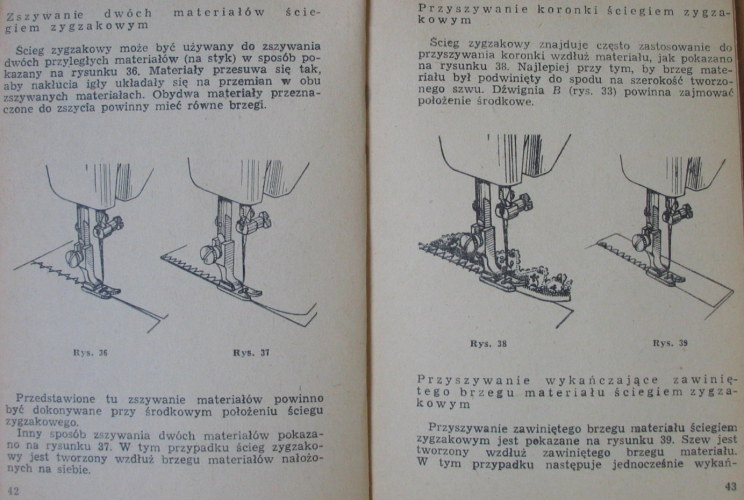 Zszywanie dwóch materiałów ście-
giem zygzakowym
Ścieg zygzakowy może być używany do zszywania
dwóch przyległych materiałów (na styk) w sposób po-
kazany na rysunku 36. Materiały przesuwa się tak,
aby nakłucia igły układały się na przemian w obu
zszywanych materiałach. Obydwa materiały przezna-
czone do zszycia powinny mieć równe brzegi.
Rys. 36
Rys. 37
Przedstawione tu zszywanie materiałów powinno
być dokonywane przy środkowym położeniu ściegu
zygzakowego.
Inny sposób zszywania dwóch materiałów pokaza-
no na rysunku 37. W tym przypadku ścieg zygzako-
wy jest tworzony wzdłuż brzegu materiałów nałożo-
nych na siebie.
42
Przyszywanie koronki ściegiem zygza-
kowym
Ścieg zygzakowy znajduje często zastosowanie do
przyszywania koronki wzdłuż materiału, jak pokazano
na rysunku 38. Najlepiej przy tym, by brzeg mate-
riału był podwinięty do spodu na szerokość tworzo-
nego szwu. Dźwignia B (rys. 33) powinna zajmować
położenie środkowe.
Rys. 38
Rys. 39
Przyszywanie wykańczające zawinię-
tego brzegu materiału ściegiem zygza-
kowym
Przyszywanie zawiniętego brzegu materiału ściegiem
zygzakowym jest pokazane na rysunku 39. Szew jest
tworzony wzdłuż zawiniętego brzegu materiału.
W tym przypadku następuje jednocześnie wykań-
43